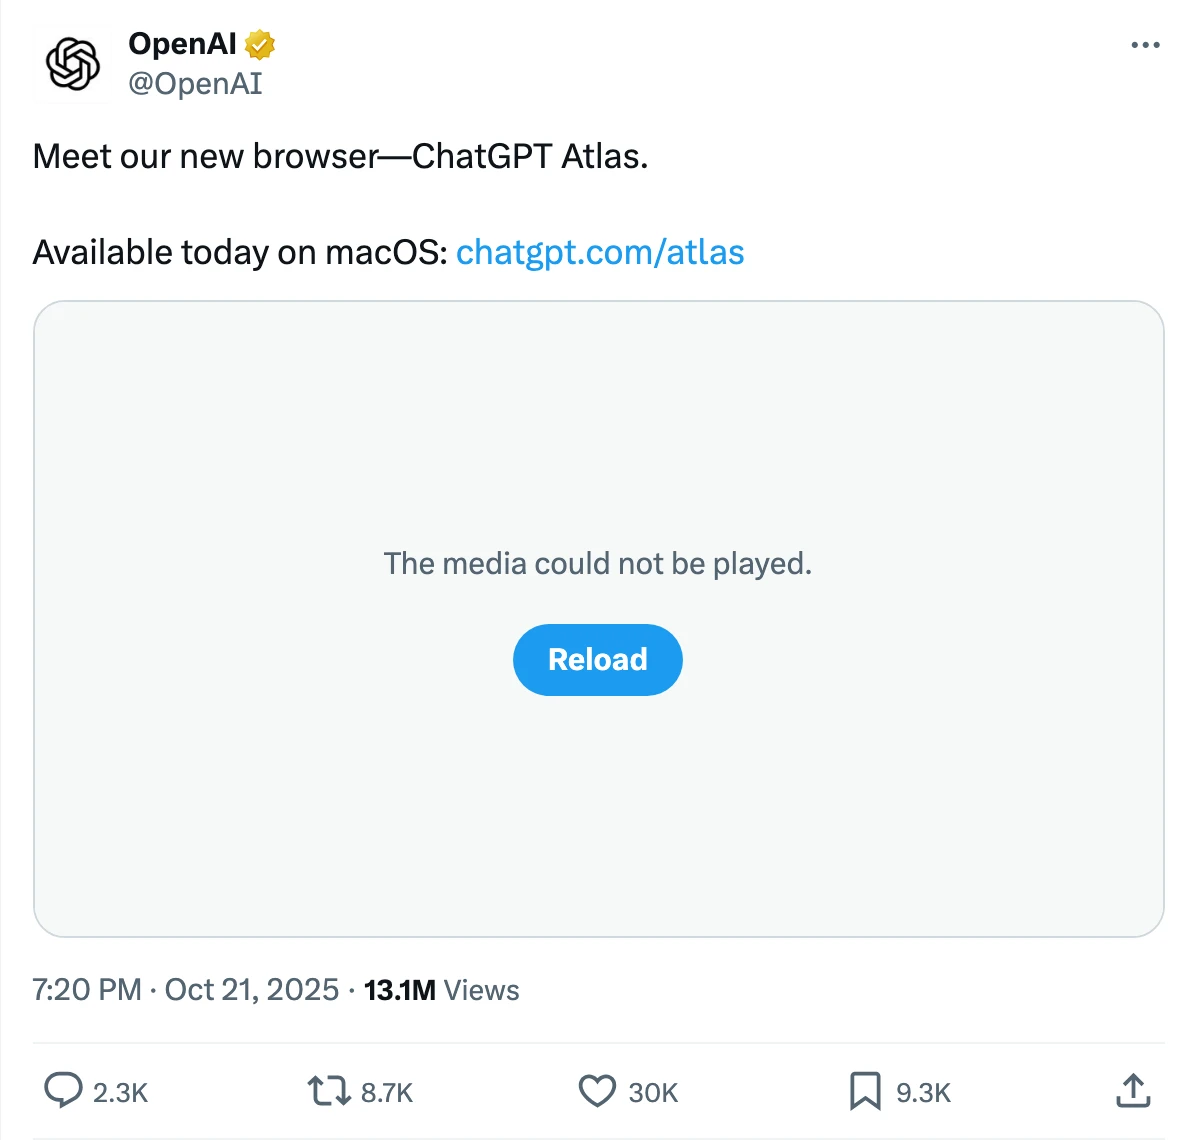 OpenAI
@OpenAI
Meet our new browser—ChatGPT Atlas.
Available today on macOS: chatgpt.com/atlas
The media could not be played.
Reload
7:20 PM · Oct 21, 2025 · 13.1M Views
2.3K 8.7K 30K 9.3K